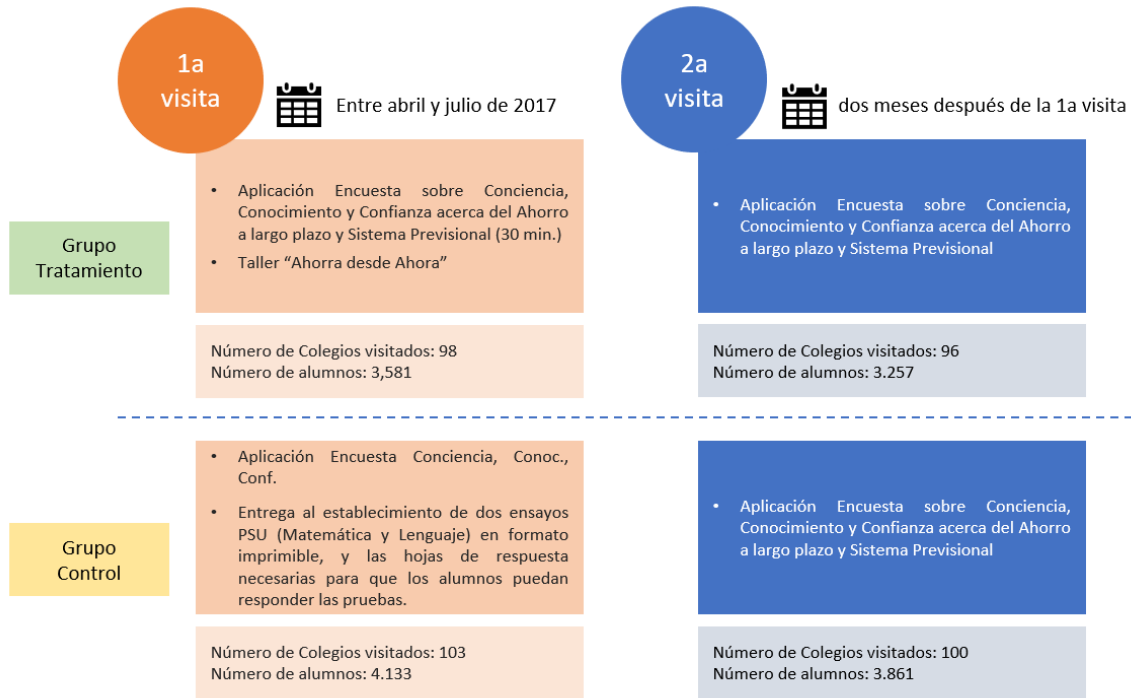 1a
visita
Entre abril y julio de 2017
2a
visita
dos meses después de la 1a visita
Grupo
Tratamiento
• Aplicación Encuesta sobre Conciencia,
Conocimiento y Confianza acerca del Ahorro
a largo plazo y Sistema Previsional (30 min.)
• Taller “Ahorra desde Ahora”
• Aplicación Encuesta sobre Conciencia,
Conocimiento y Confianza acerca del Ahorro
a largo plazo y Sistema Previsional
Número de Colegios visitados: 98
Número de alumnos: 3,581
Número de Colegios visitados: 96
Número de alumnos: 3.257
Grupo
Control
• Aplicación Encuesta Conciencia, Conoc.,
Conf.
• Entrega al establecimiento de dos ensayos
PSU (Matemática y Lenguaje) en formato
imprimible, y las hojas de respuesta
necesarias para que los alumnos puedan
responder las pruebas.
• Aplicación Encuesta sobre Conciencia,
Conocimiento y Confianza acerca del Ahorro
a largo plazo y Sistema Previsional
Número de Colegios visitados: 103
Número de alumnos: 4.133
Número de Colegios visitados: 100
Número de alumnos: 3.861